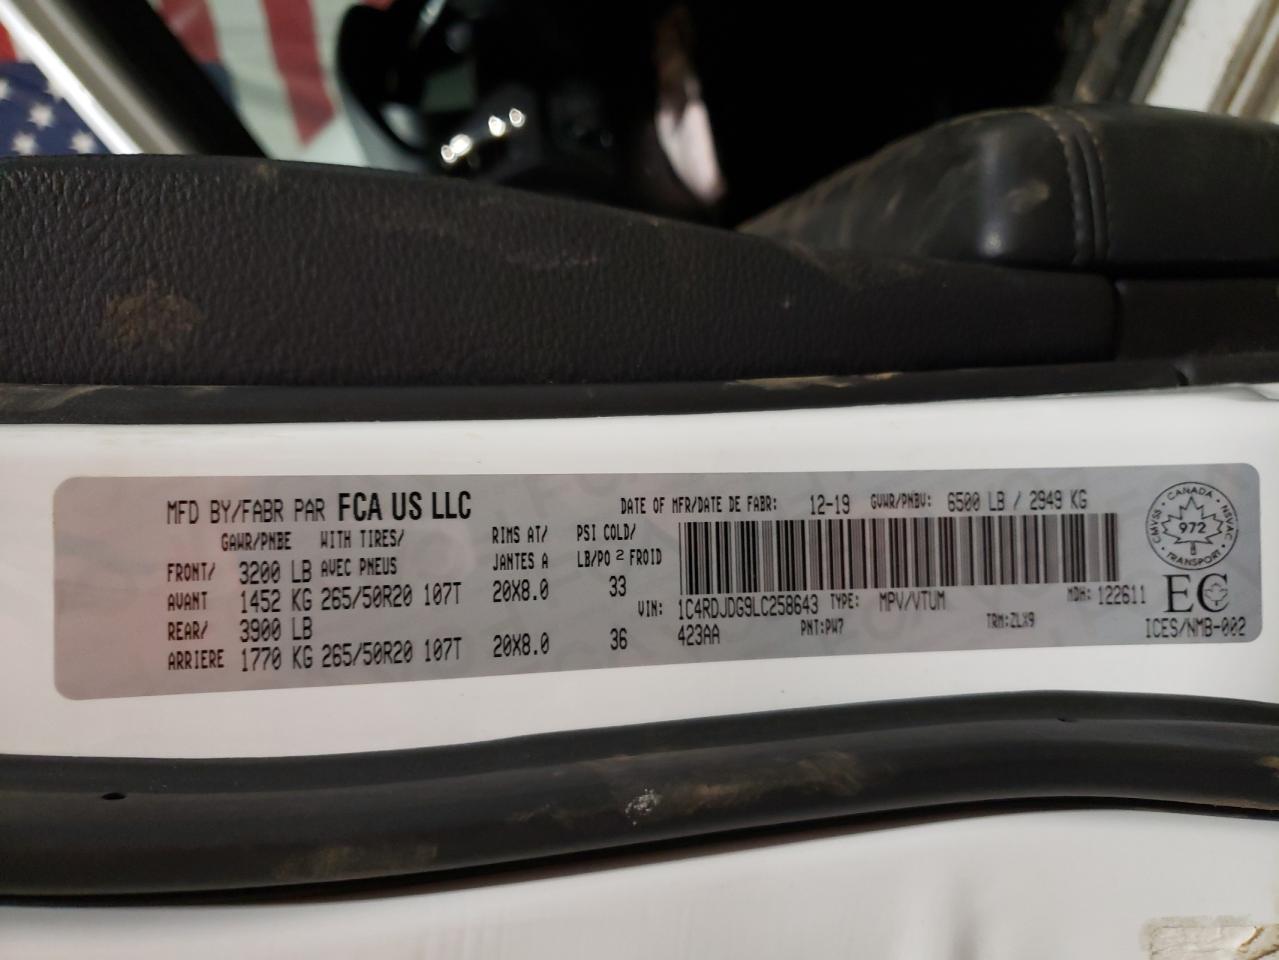 MFD BY/FABR PAR FCA US LLC DATE OF MFR/DATE DE FABR: 12-19 GVWR/PNBV: 6500 LB / 2949 KG
GAWR/PNBE WITH TIRES/ RIMS AT/ PSI COLD/
AVEC PNEUS JANTES A LB/PO 2 FROID
FRONT/ 3200 LB
AVANT 1452 KG 265/50R20 107T 20X8.0 33
REAR/ 3900 LB
ARRIERE 1770 KG 265/50R20 107T 20X8.0 36
VIN: 1C4RDJDG9LC258643 TYPE: MPV/VTUM MDH: 122611
423AA PNT:PW7 TRM:ZLX9
CANADA
CMVSS NSVAC
972
TRANSPORT
EC
ICES/NMB-002